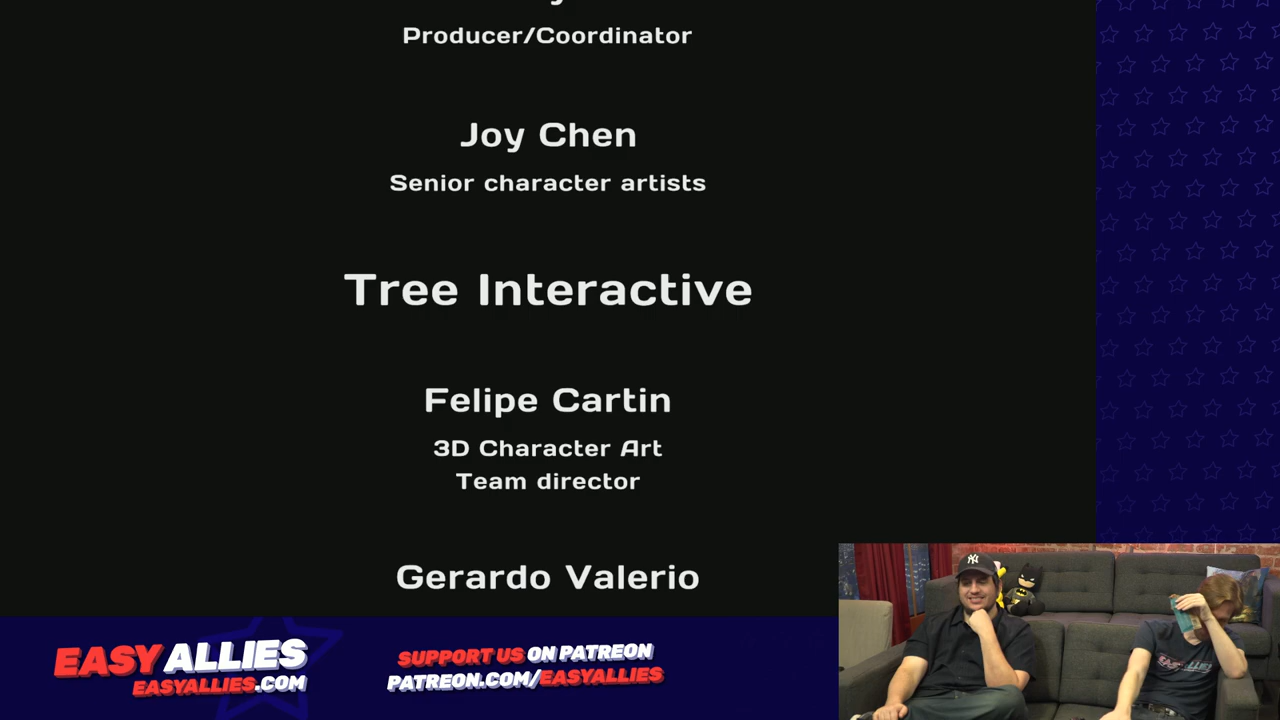 Producer/Coordinator
Joy Chen
Senior character artists
Tree Interactive
Felipe Cartin
3D Character Art
Team director
Gerardo Valerio
EASY ALLIES
EASYALLIES.COM
SUPPORT US ON PATREON
PATREON.COM/EASYALLIES
NY